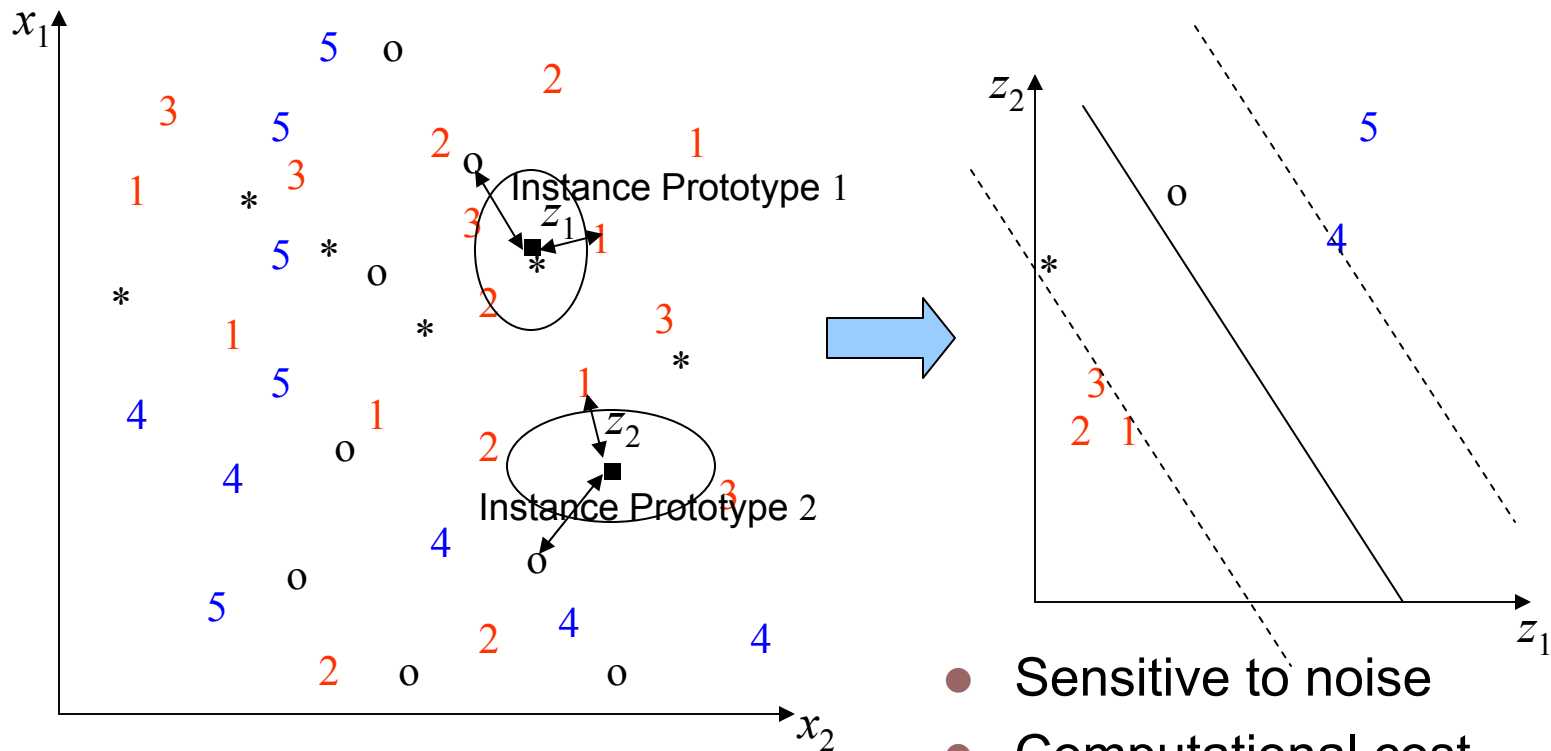 x1
5 o
2
3
5
2 1
o
3
1 Instance Prototype 1
*
3 z1 1
* o
5 *
*
2
3
* *
1
*
1
5
4 1
z2
2
o
4
3
Instance Prototype 2
4
o
o
5
4
2 4
2 o o
x2
z2
5
o
4
*
3
2 1
z1
● Sensitive to noise
● Computational cost